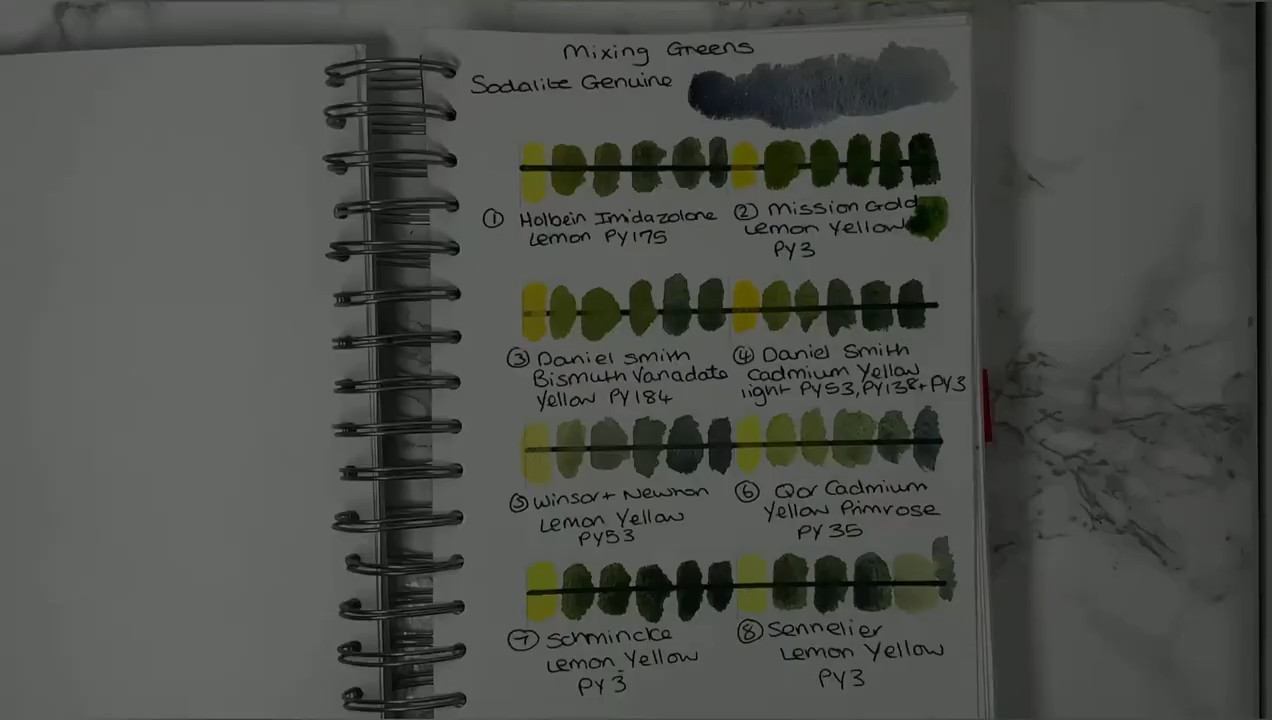 Mixing Greens
Sodalite Genuine
① Holbein Imidazolone
Lemon PY175
② Mission Gold
Lemon Yellow
PY3
③ Daniel Smith
Bismuth Vanadate
Yellow PY184
④ Daniel Smith
Cadmium Yellow
light PY53, PY138+PY3
⑤ Winsor + Newton
Lemon Yellow
PY53
⑥ Qor Cadmium
Yellow Primrose
PY35
⑦ Schmincke
Lemon Yellow
PY3
⑧ Sennelier
Lemon Yellow
PY3